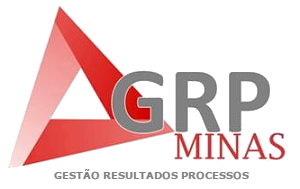 GRP
MINAS
GESTÃO RESULTADOS PROCESSOS